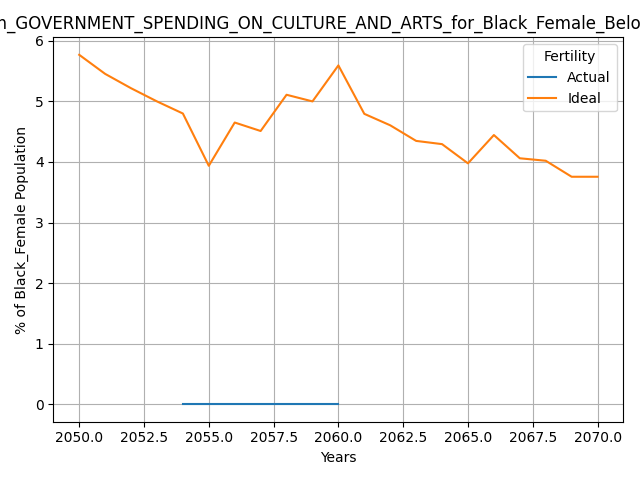 n_GOVERNMENT_SPENDING_ON_CULTURE_AND_ARTS_for_Black_Female_Belo
Fertility
Actual
Ideal
% of Black_Female Population
6
5
4
3
2
1
0
2050.0 2052.5 2055.0 2057.5 2060.0 2062.5 2065.0 2067.5 2070.0
Years